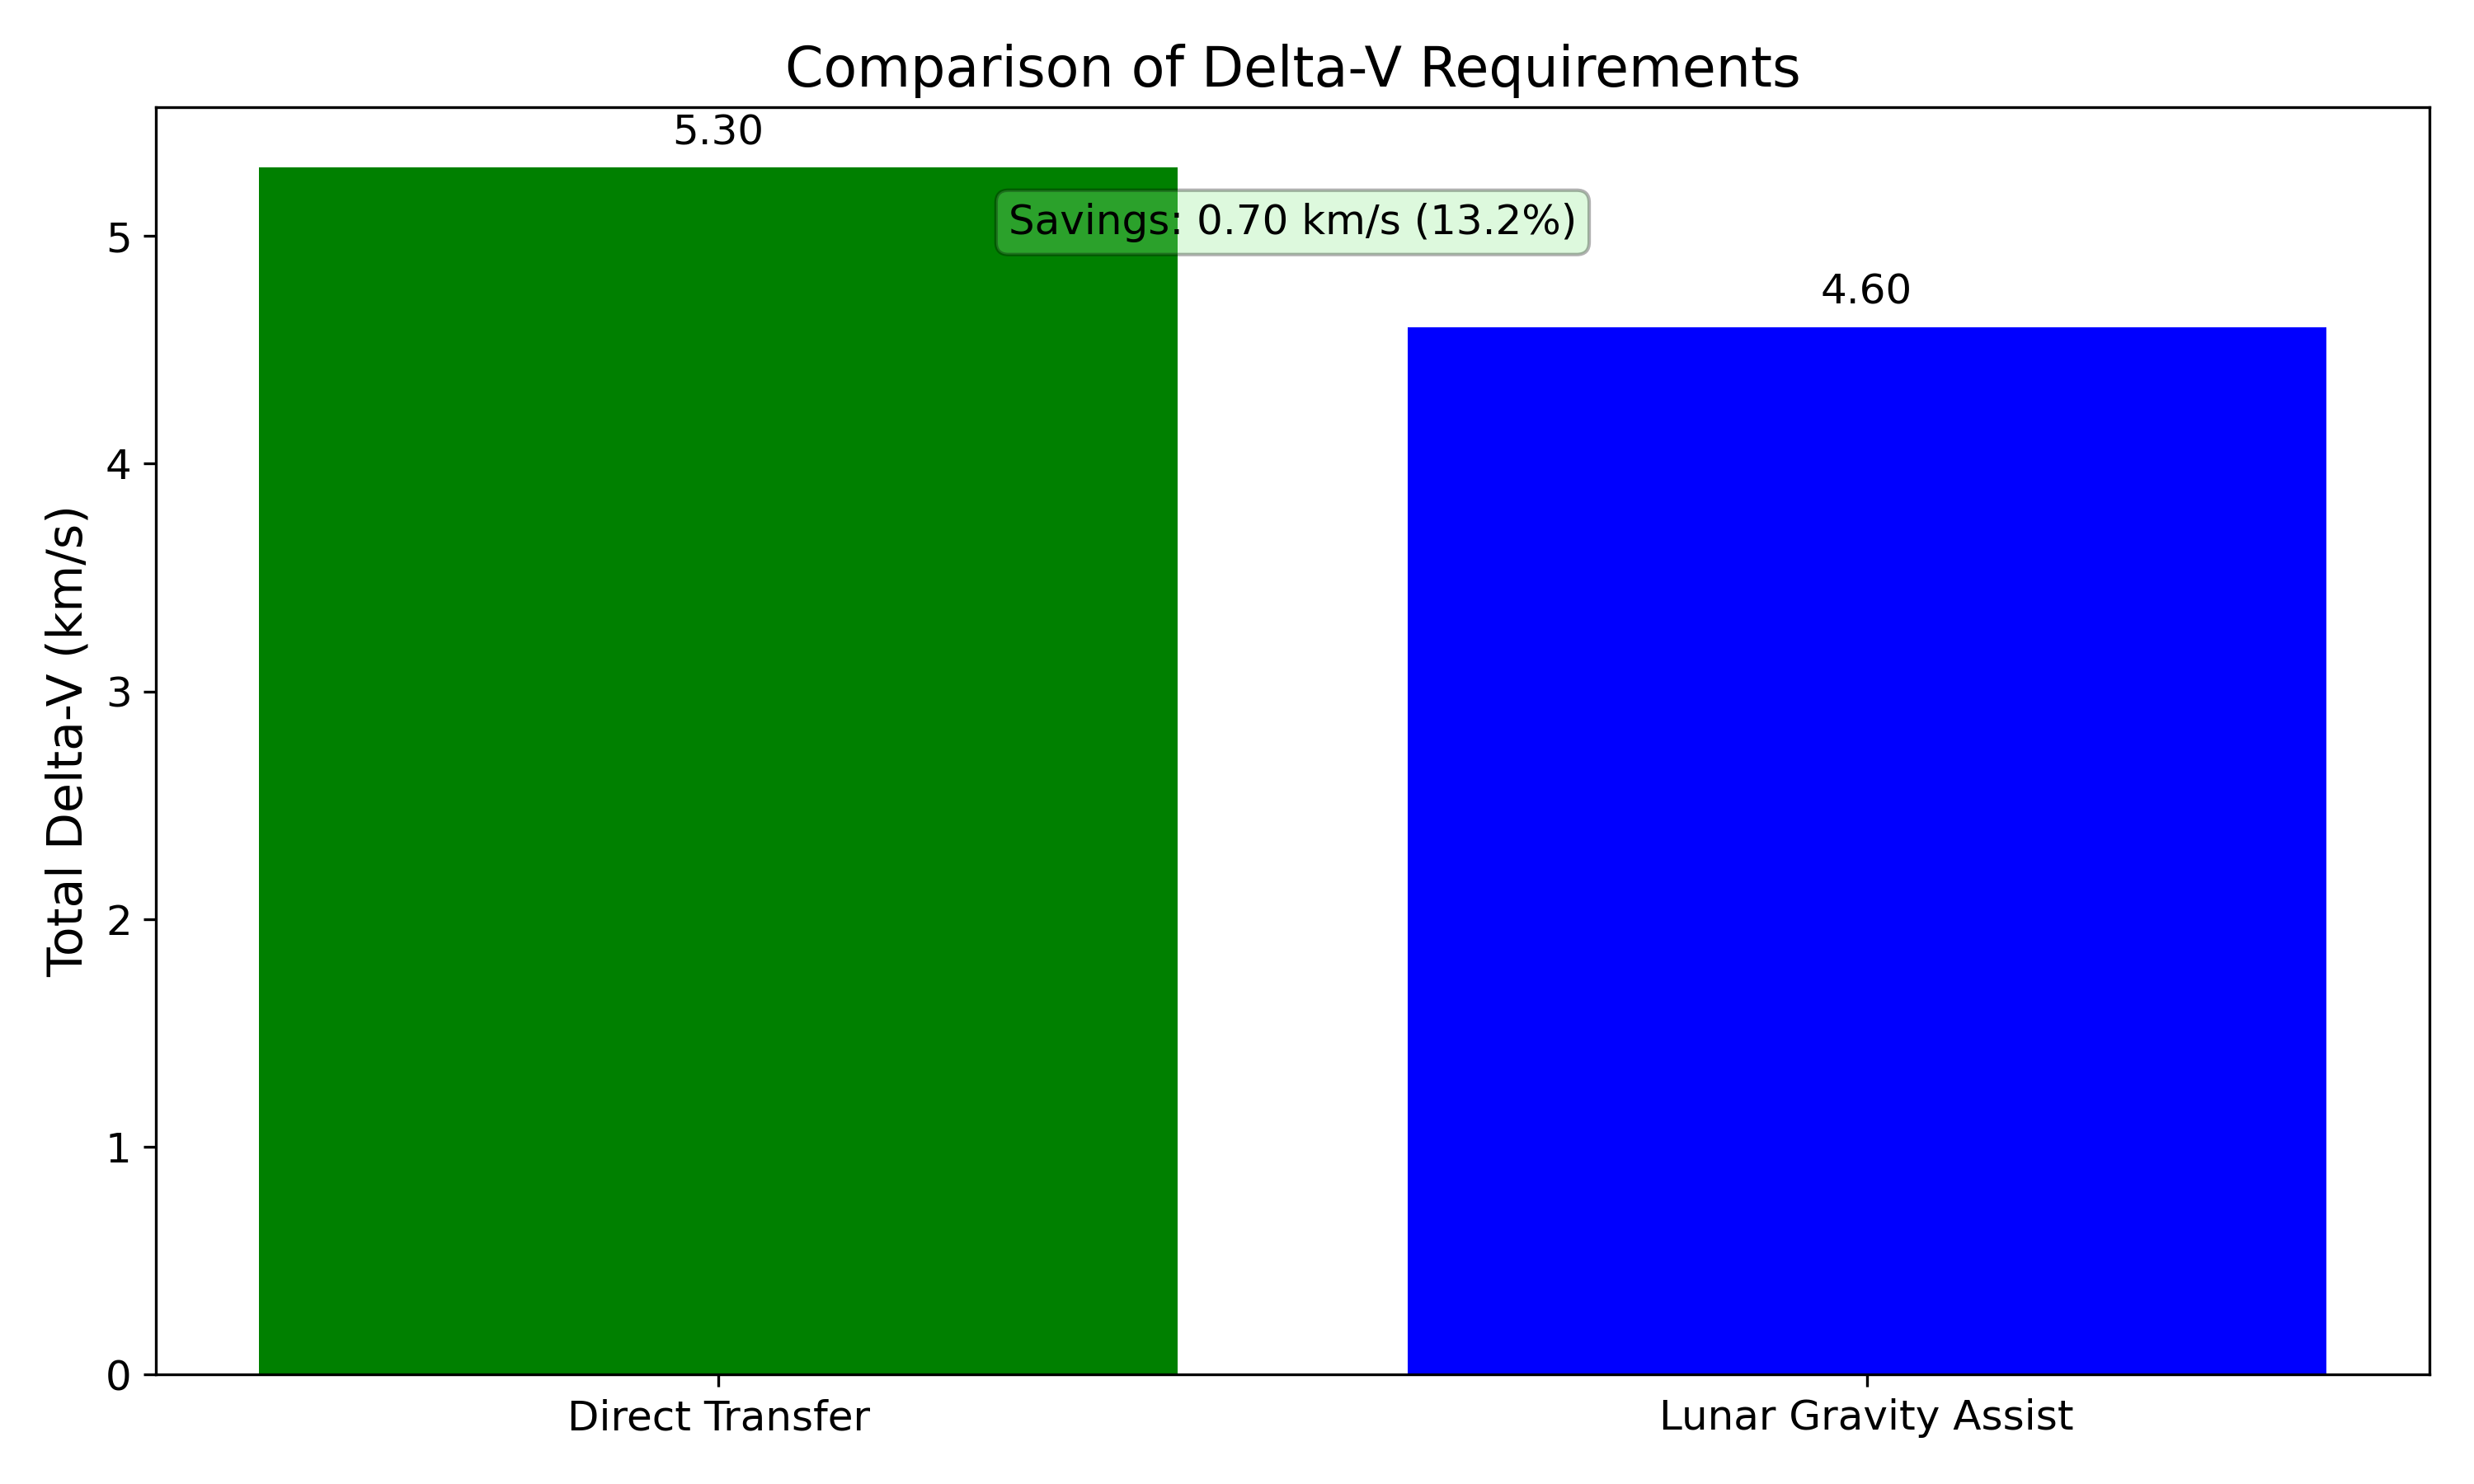 Comparison of Delta-V Requirements
5.30
Savings: 0.70 km/s (13.2%)
4.60
Total Delta-V (km/s)
5
4
3
2
1
0
Direct Transfer
Lunar Gravity Assist